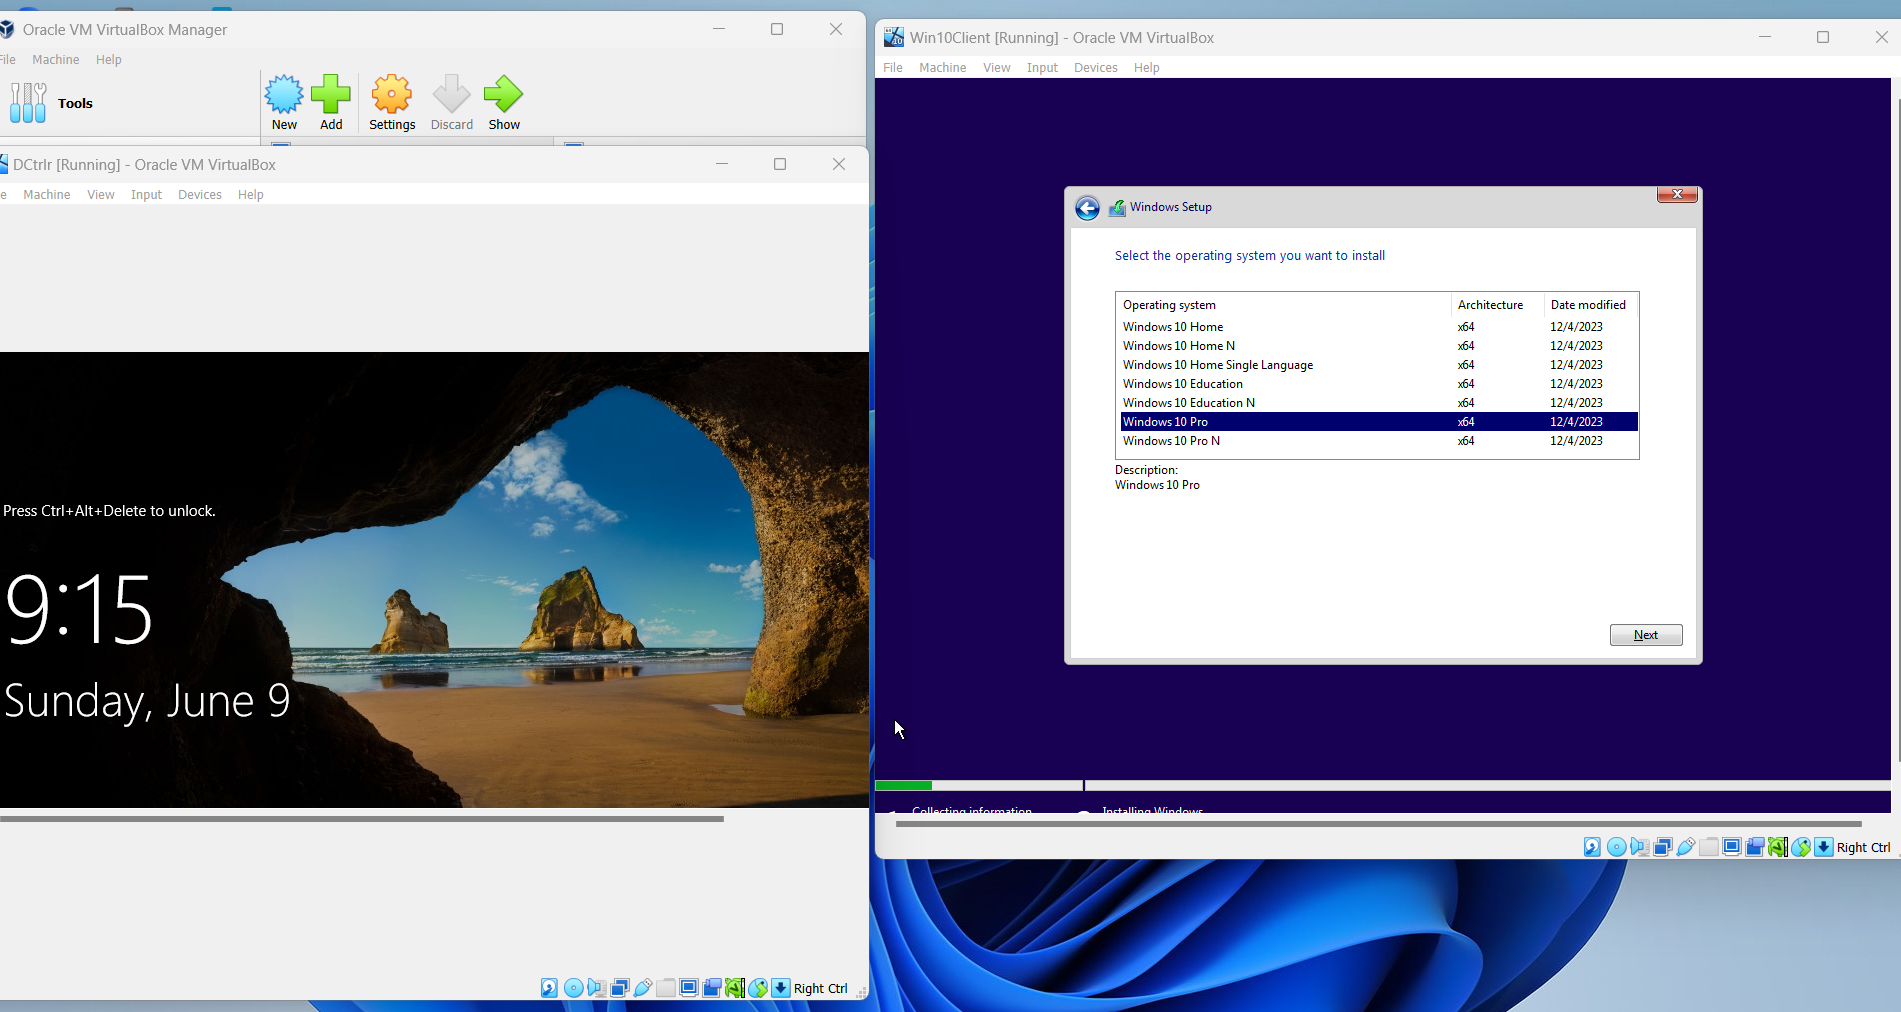 Oracle VM VirtualBox Manager
File Machine Help
Tools
New Add Settings Discard Show
DCtrlr [Running] - Oracle VM VirtualBox
e Machine View Input Devices Help
Press Ctrl+Alt+Delete to unlock.
9:15
Sunday, June 9
Right Ctrl
Win10Client [Running] - Oracle VM VirtualBox
File Machine View Input Devices Help
Windows Setup
Select the operating system you want to install
Operating system Architecture Date modified
Windows 10 Home x64 12/4/2023
Windows 10 Home N x64 12/4/2023
Windows 10 Home Single Language x64 12/4/2023
Windows 10 Education x64 12/4/2023
Windows 10 Education N x64 12/4/2023
Windows 10 Pro x64 12/4/2023
Windows 10 Pro N x64 12/4/2023
Description:
Windows 10 Pro
Next
Collecting information Installing Windows
Right Ctrl